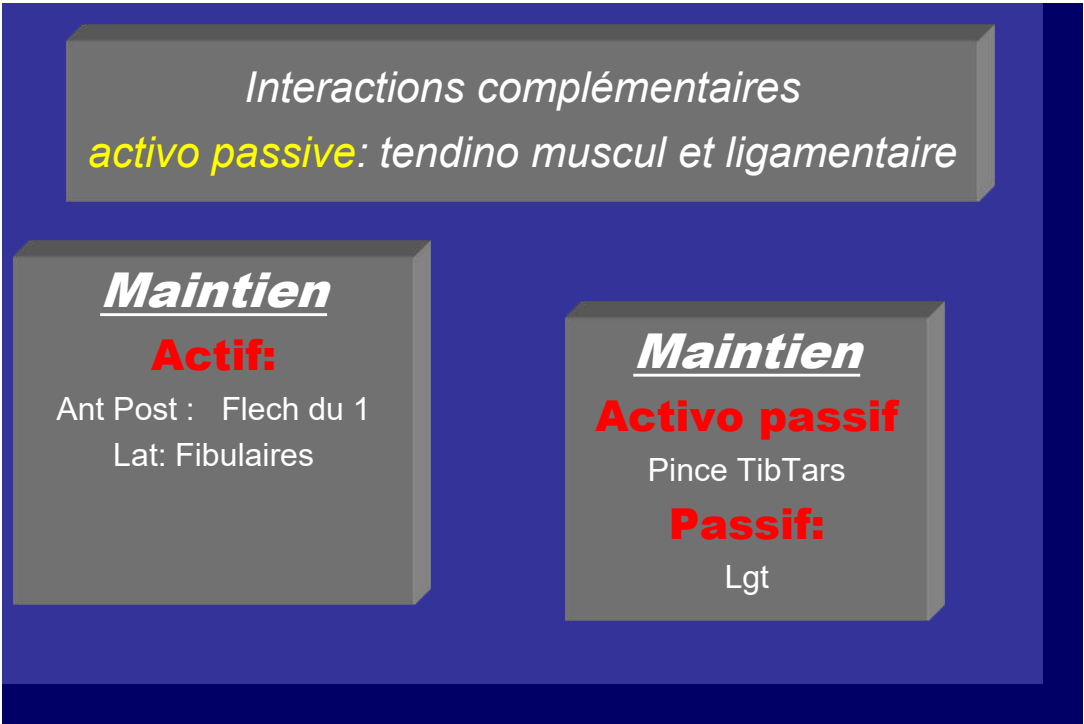 Interactions complémentaires
activo passive: tendino muscul et ligamentaire
Maintien
Actif:
Ant Post : Flech du 1
Lat: Fibulaires
Maintien
Activo passif
Pince TibTars
Passif:
Lgt